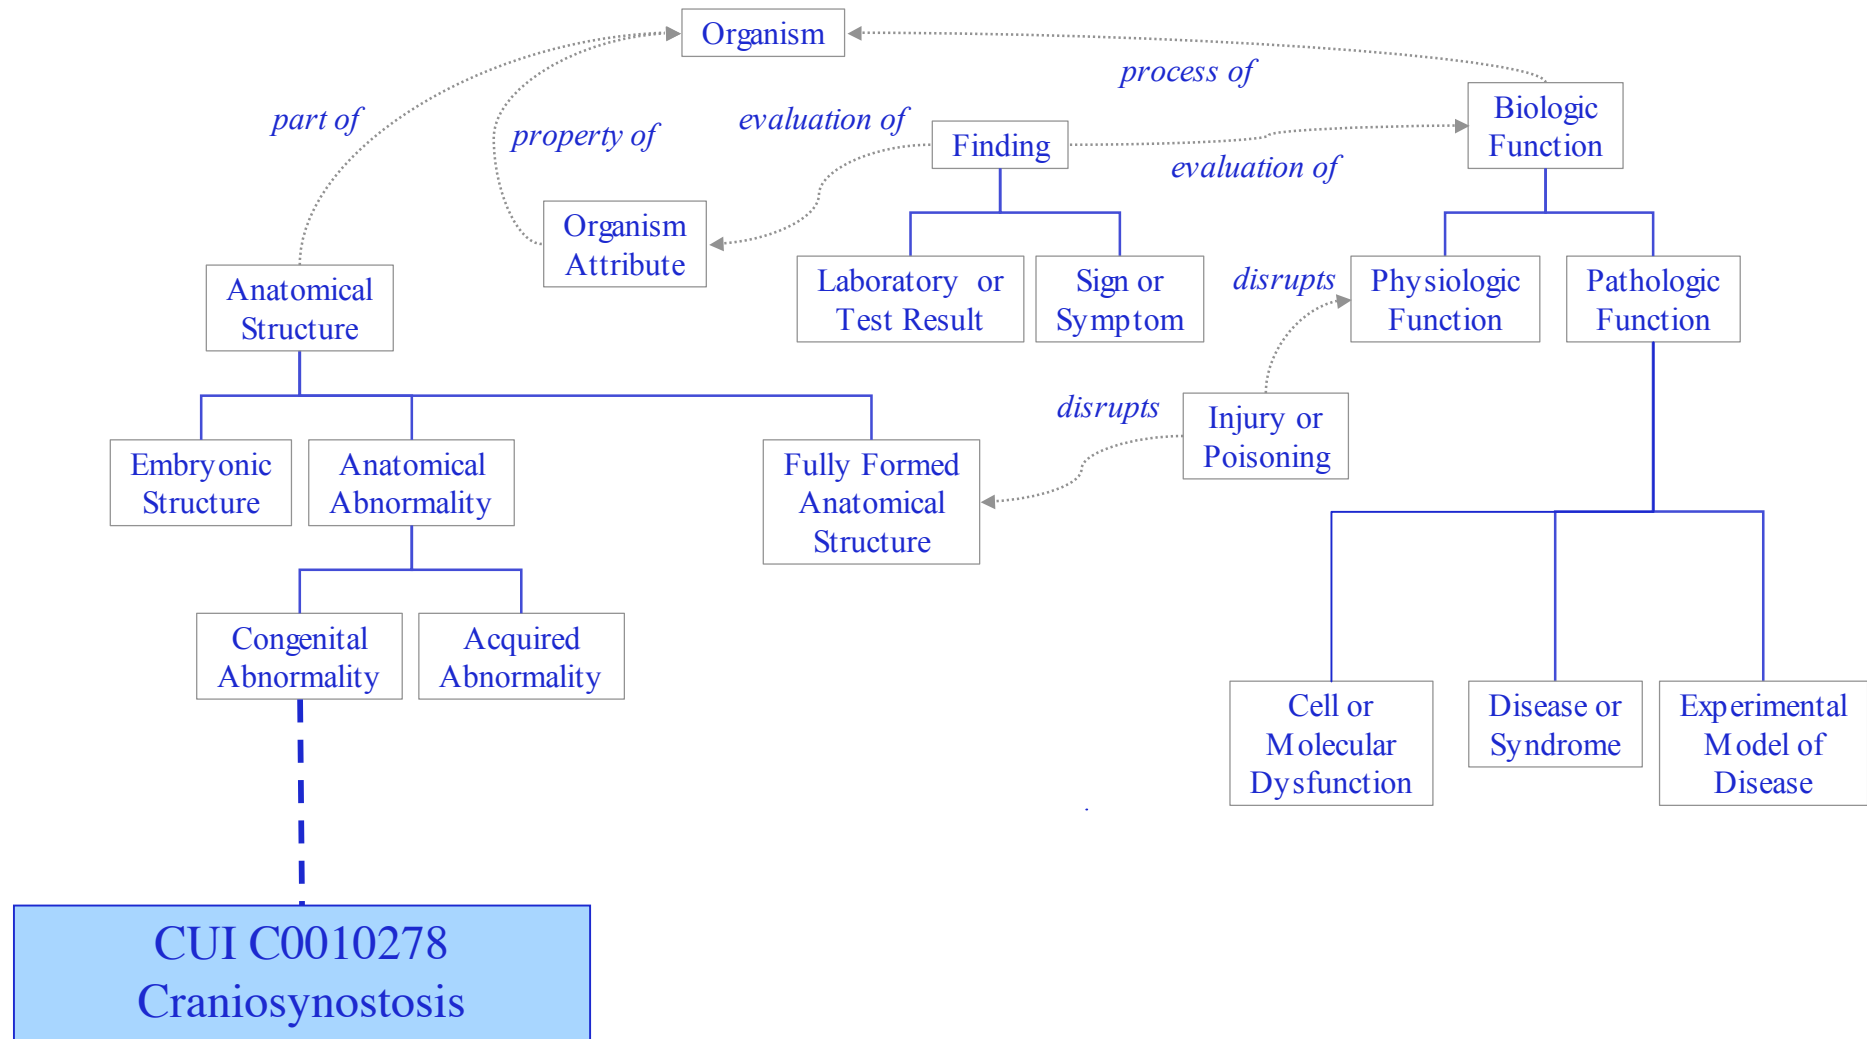 Organism
process of
Biologic
Function
part of
property of
evaluation of
Finding
evaluation of
Organism
Attribute
Laboratory or
Test Result
Sign or
Symptom
disrupts
Physiologic
Function
Pathologic
Function
Anatomical
Structure
disrupts
Injury or
Poisoning
Embryonic
Structure
Anatomical
Abnormality
Fully Formed
Anatomical
Structure
Congenital
Abnormality
Acquired
Abnormality
Cell or
Molecular
Dysfunction
Disease or
Syndrome
Experimental
Model of
Disease
CUI C0010278
Craniosynostosis